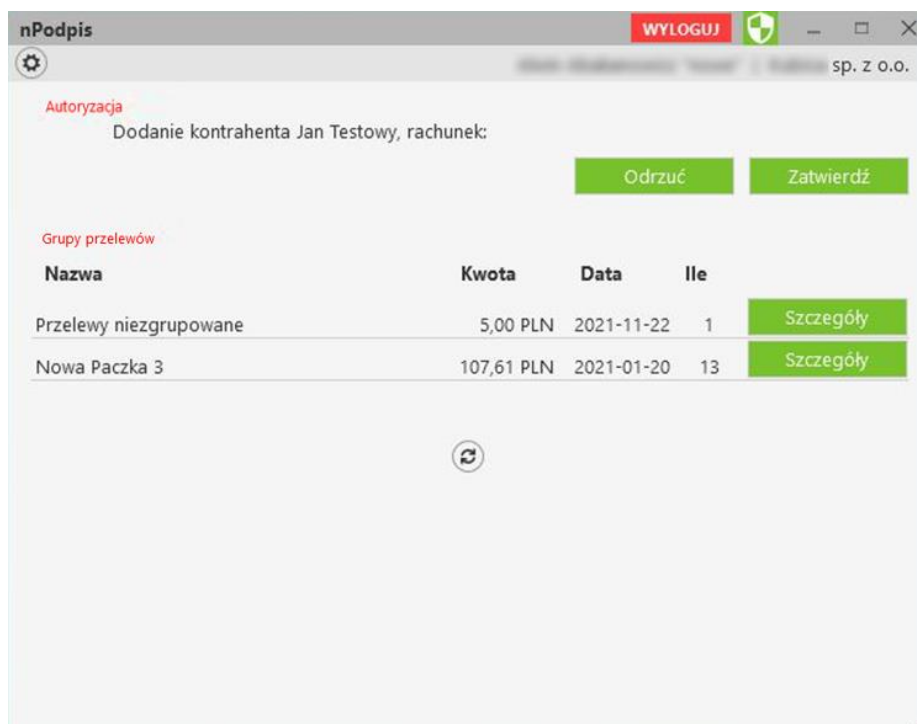 nPodpis WYLOGUJ
sp. z o.o.
Autoryzacja
Dodanie kontrahenta Jan Testowy, rachunek:
Odrzuć Zatwierdź
Grupy przelewów
Nazwa Kwota Data Ile
Przelewy niezgrupowane 5,00 PLN 2021-11-22 1 Szczegóły
Nowa Paczka 3 107,61 PLN 2021-01-20 13 Szczegóły